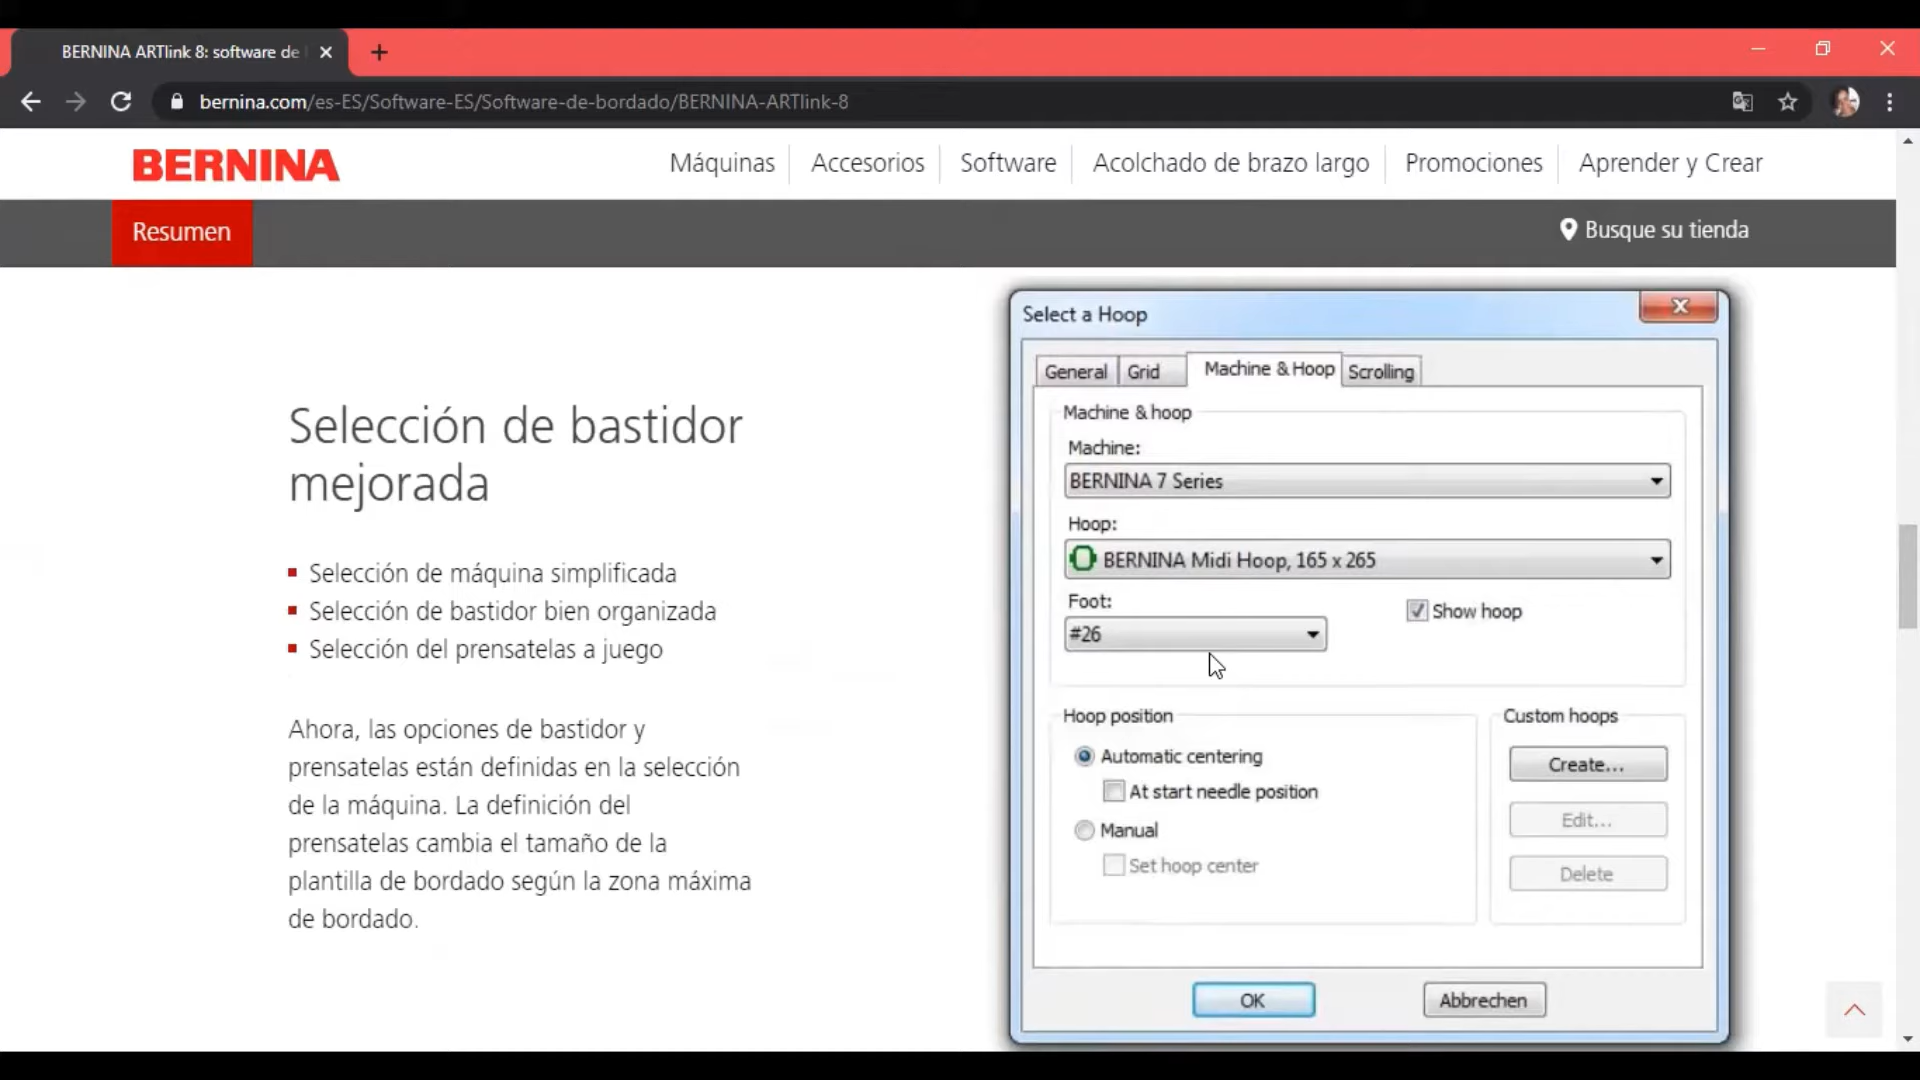 BERNINA ARTlink 8: software de
bernina.com/es-ES/Software-ES/Software-de-bordado/BERNINA-ARTlink-8
BERNINA
Máquinas
Accesorios
Software
Acolchado de brazo largo
Promociones
Aprender y Crear
Resumen
Busque su tienda
Selección de bastidor
mejorada
Selección de máquina simplificada
Selección de bastidor bien organizada
Selección del prensatelas a juego
Ahora, las opciones de bastidor y
prensatelas están definidas en la selección
de la máquina. La definición del
prensatelas cambia el tamaño de la
plantilla de bordado según la zona máxima
de bordado.
Select a Hoop
General
Grid
Machine & Hoop
Scrolling
Machine & hoop
Machine:
BERNINA 7 Series
Hoop:
BERNINA Midi Hoop, 165 x 265
Foot:
#26
Show hoop
Hoop position
Automatic centering
At start needle position
Manual
Set hoop center
Custom hoops
Create...
Edit...
Delete
OK
Abbrechen